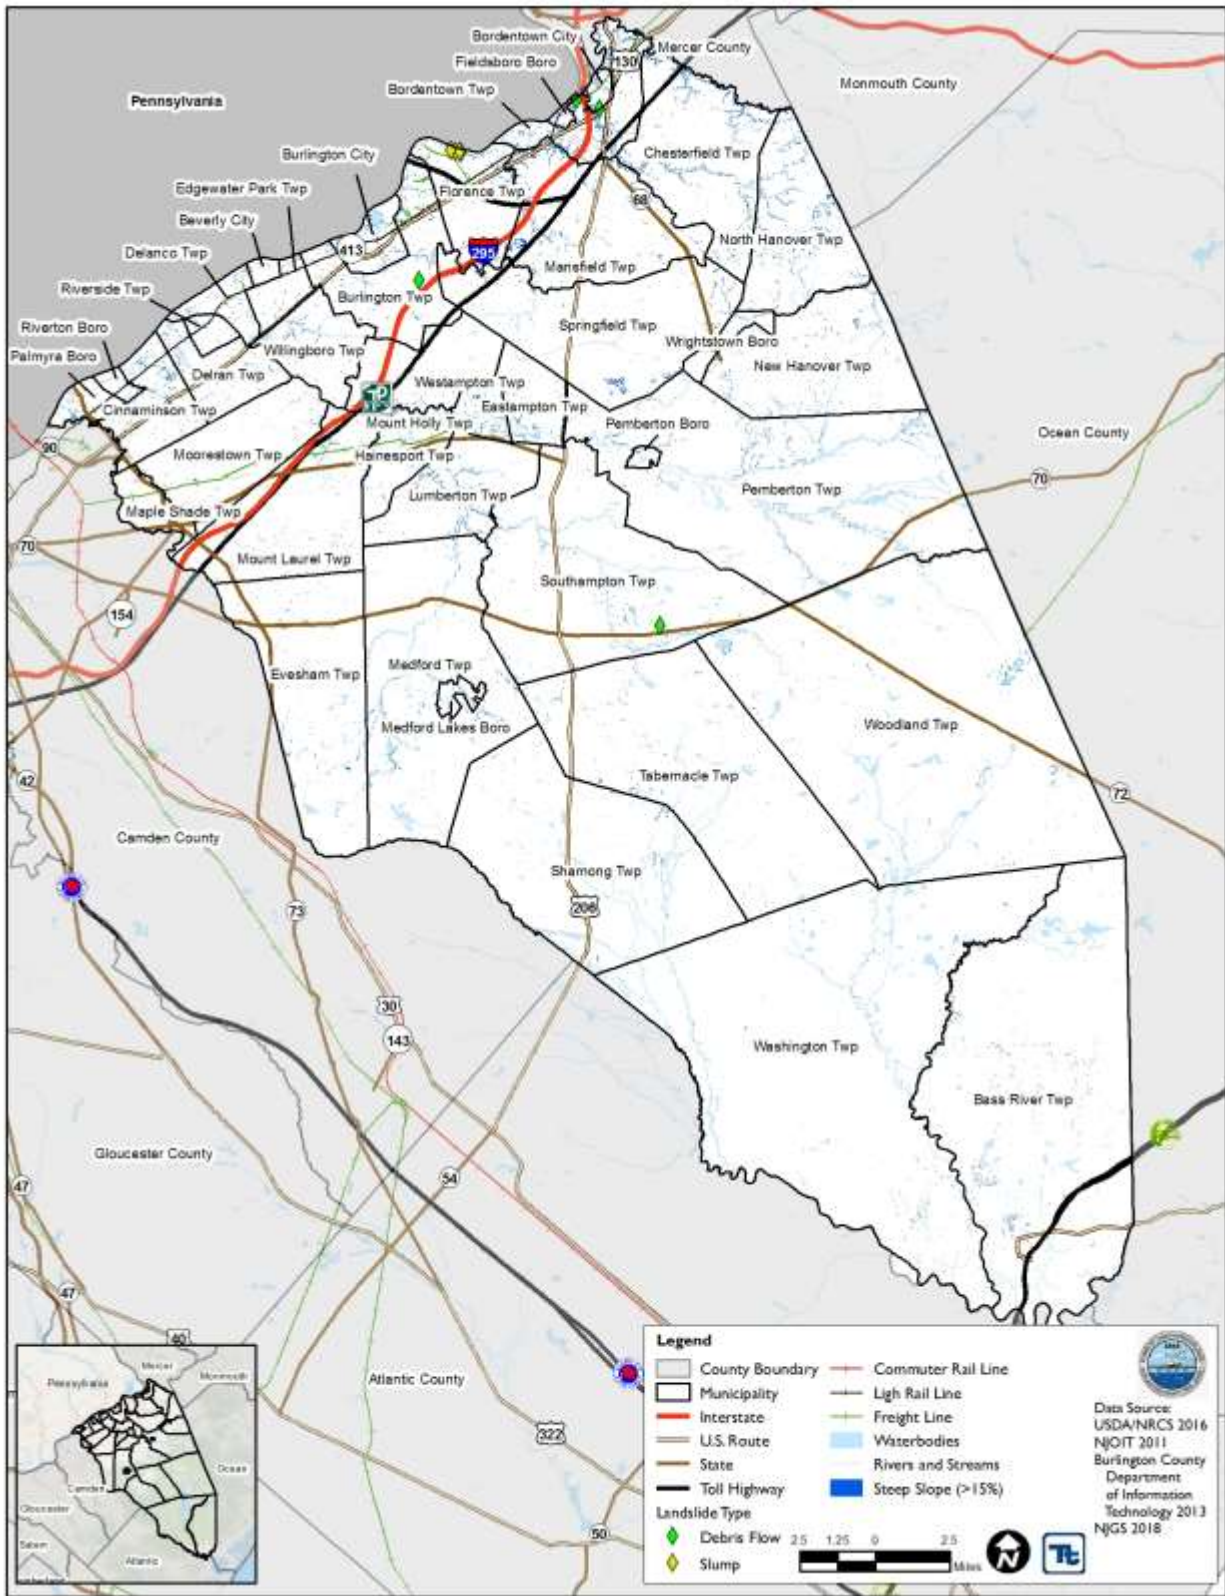 Bordentown City
Mercer County
Fieldsboro Boro
130
Bordentown Twp
Monmouth County
Pennsylvania
Burlington City
Chesterfield Twp
Edgewater Park Twp
Florence Twp
68
Beverly City
Delanco Twp
413
295
North Hanover Twp
Mansfield Twp
Riverside Twp
Burlington Twp
Riverton Boro
Springfield Twp
Palmyra Boro
Willingboro Twp
Wrightstown Boro
Delran Twp
New Hanover Twp
Westampton Twp
Cinnaminson Twp
Eastampton Twp
Mount Holly Twp
Pemberton Boro
Ocean County
90
Moorestown Twp
Hainesport Twp
70
Lumberton Twp
Pemberton Twp
Maple Shade Twp
70
Mount Laurel Twp
Southampton Twp
154
Evesham Twp
Medford Twp
Medford Lakes Boro
Woodland Twp
42
Tabernacle Twp
72
Camden County
Shamong Twp
73
206
30
143
Washington Twp
Bass River Twp
Gloucester County
54
47
47
40
Atlantic County
322
50
Mercer
Pennsylvania
Monmouth
Ocean
Camden
Gloucester
Salem
Atlantic
Legend
County Boundary
Municipality
Interstate
U.S. Route
State
Toll Highway
Commuter Rail Line
Ligh Rail Line
Freight Line
Waterbodies
Rivers and Streams
Steep Slope (>15%)
Landslide Type
Debris Flow
Slump
2.5 1.25 0 2.5
Miles
N
Tt
Data Source:
USDA/NRCS 2016
NJOIT 2011
Burlington County
Department
of Information
Technology 2013
NJGS 2018